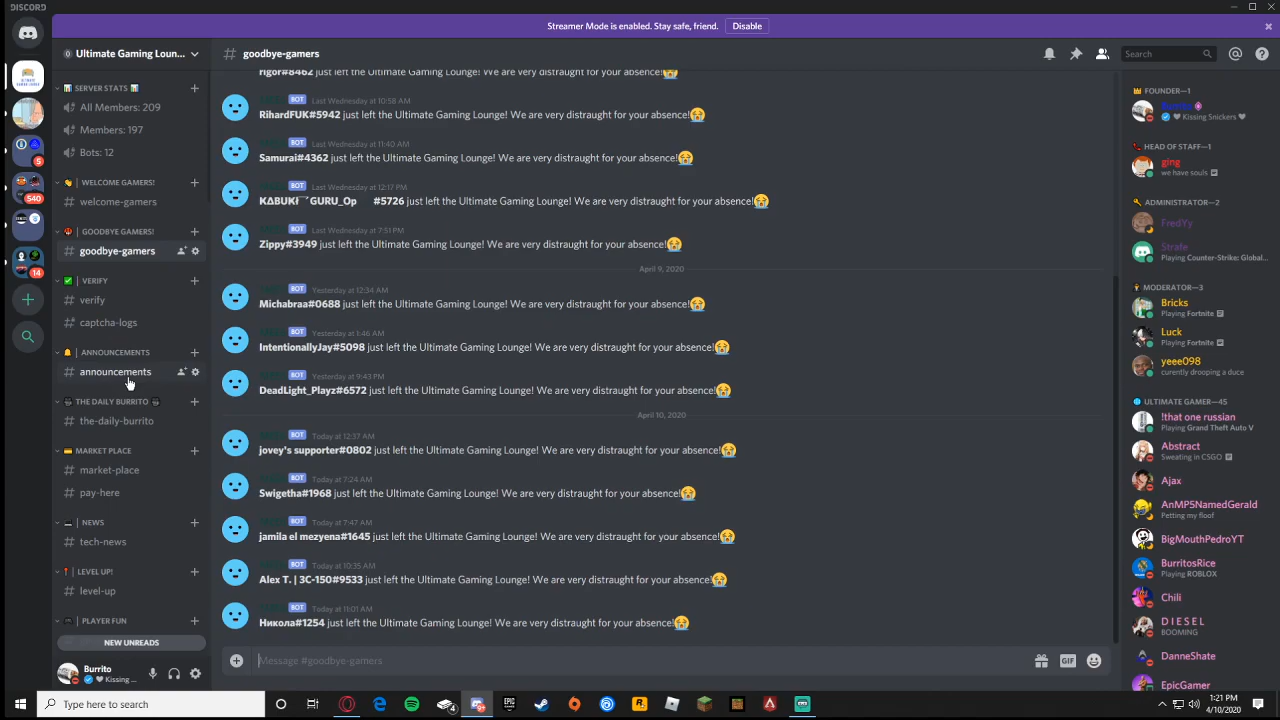 DISCORD
Streamer Mode is enabled. Stay safe, friend. Disable
Ultimate Gaming Loun...
# goodbye-gamers
Search
SERVER STATS
All Members: 209
Members: 197
Bots: 12
| WELCOME GAMERS!
# welcome-gamers
| GOODBYE GAMERS!
# goodbye-gamers
| VERIFY
# verify
# captcha-logs
| ANNOUNCEMENTS
# announcements
THE DAILY BURRITO
# the-daily-burrito
| MARKET PLACE
# market-place
# pay-here
| NEWS
# tech-news
| LEVEL UP!
# level-up
| PLAYER FUN
NEW UNREADS
Burrito
Kissing ...
5
540
14
rigor#8462 just left the Ultimate Gaming Lounge! We are very distraught for your absence!😭
BOT Last Wednesday at 10:58 AM
RihardFUK#5942 just left the Ultimate Gaming Lounge! We are very distraught for your absence!😭
BOT Last Wednesday at 11:40 AM
Samurai#4362 just left the Ultimate Gaming Lounge! We are very distraught for your absence!😭
BOT Last Wednesday at 12:17 PM
#5726 just left the Ultimate Gaming Lounge! We are very distraught for your absence!😭
BOT Last Wednesday at 7:51 PM
Zippy#3949 just left the Ultimate Gaming Lounge! We are very distraught for your absence!😭
April 9, 2020
BOT Yesterday at 12:34 AM
Michabraa#0688 just left the Ultimate Gaming Lounge! We are very distraught for your absence!😭
BOT Yesterday at 1:46 AM
IntentionallyJay#5098 just left the Ultimate Gaming Lounge! We are very distraught for your absence!😭
BOT Yesterday at 9:43 PM
DeadLight_Playz#6572 just left the Ultimate Gaming Lounge! We are very distraught for your absence!😭
April 10, 2020
BOT Today at 12:37 AM
jovey's supporter#0802 just left the Ultimate Gaming Lounge! We are very distraught for your absence!😭
BOT Today at 7:24 AM
Swigetha#1968 just left the Ultimate Gaming Lounge! We are very distraught for your absence!😭
BOT Today at 7:47 AM
jamila el mezyena#1645 just left the Ultimate Gaming Lounge! We are very distraught for your absence!😭
BOT Today at 10:35 AM
Alex T. | 3C-150#9533 just left the Ultimate Gaming Lounge! We are very distraught for your absence!😭
BOT Today at 11:01 AM
Никола#1254 just left the Ultimate Gaming Lounge! We are very distraught for your absence!😭
Message #goodbye-gamers
GIF
FOUNDER—1
Burrito
Kissing Snickers
HEAD OF STAFF—1
ging
we have souls
ADMINISTRATOR—2
FredYy
Strafe
Playing Counter-Strike: Global...
MODERATOR—3
Bricks
Playing Fortnite
Luck
Playing Fortnite
yeee098
curently drooping a duce
ULTIMATE GAMER—45
!that one russian
Playing Grand Theft Auto V
Abstract
Sweating in CSGO
Ajax
AnMP5NamedGerald
Petting my floof
BigMouthPedroYT
BurritosRice
Playing ROBLOX
Chili
D I E S E L
BOOMING
DanneShate
EpicGamer
Type here to search
1:21 PM
4/10/2020